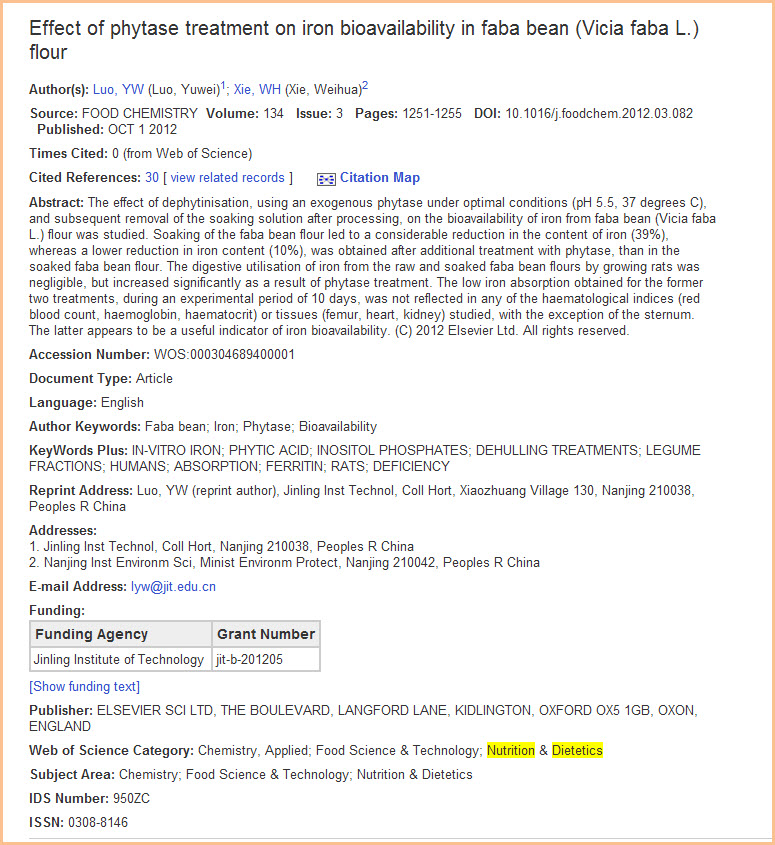 Effect of phytase treatment on iron bioavailability in faba bean (Vicia faba L.)
flour
Author(s): Luo, YW (Luo, Yuwei)1; Xie, WH (Xie, Weihua)2
Source: FOOD CHEMISTRY Volume: 134 Issue: 3 Pages: 1251-1255 DOI: 10.1016/j.foodchem.2012.03.082
Published: OCT 1 2012
Times Cited: 0 (from Web of Science)
Cited References: 30 [ view related records ] Citation Map
Abstract: The effect of dephytinisation, using an exogenous phytase under optimal conditions (pH 5.5, 37 degrees C),
and subsequent removal of the soaking solution after processing, on the bioavailability of iron from faba bean (Vicia faba
L.) flour was studied. Soaking of the faba bean flour led to a considerable reduction in the content of iron (39%),
whereas a lower reduction in iron content (10%), was obtained after additional treatment with phytase, than in the
soaked faba bean flour. The digestive utilisation of iron from the raw and soaked faba bean flours by growing rats was
negligible, but increased significantly as a result of phytase treatment. The low iron absorption obtained for the former
two treatments, during an experimental period of 10 days, was not reflected in any of the haematological indices (red
blood count, haemoglobin, haematocrit) or tissues (femur, heart, kidney) studied, with the exception of the sternum.
The latter appears to be a useful indicator of iron bioavailability. (C) 2012 Elsevier Ltd. All rights reserved.
Accession Number: WOS:000304689400001
Document Type: Article
Language: English
Author Keywords: Faba bean; Iron; Phytase; Bioavailability
KeyWords Plus: IN-VITRO IRON; PHYTIC ACID; INOSITOL PHOSPHATES; DEHULLING TREATMENTS; LEGUME
FRACTIONS; HUMANS; ABSORPTION; FERRITIN; RATS; DEFICIENCY
Reprint Address: Luo, YW (reprint author), Jinling Inst Technol, Coll Hort, Xiaozhuang Village 130, Nanjing 210038,
Peoples R China
Addresses:
1. Jinling Inst Technol, Coll Hort, Nanjing 210038, Peoples R China
2. Nanjing Inst Environm Sci, Minist Environm Protect, Nanjing 210042, Peoples R China
E-mail Address: lyw@jit.edu.cn
Funding:
Funding Agency Grant Number
Jinling Institute of Technology jit-b-201205
[Show funding text]
Publisher: ELSEVIER SCI LTD, THE BOULEVARD, LANGFORD LANE, KIDLINGTON, OXFORD OX5 1GB, OXON,
ENGLAND
Web of Science Category: Chemistry, Applied; Food Science & Technology; Nutrition & Dietetics
Subject Area: Chemistry; Food Science & Technology; Nutrition & Dietetics
IDS Number: 950ZC
ISSN: 0308-8146